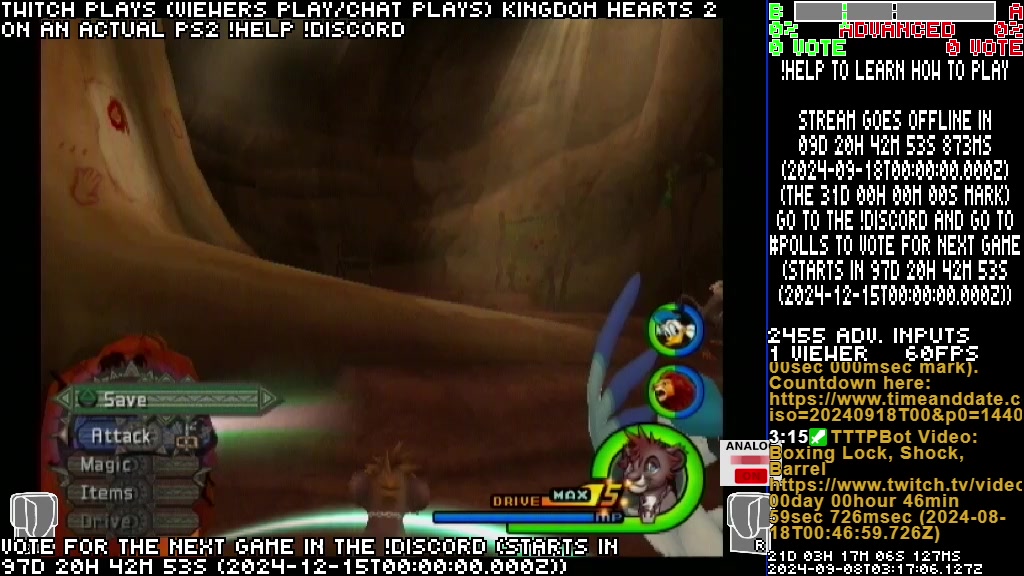 TWITCH PLAYS (VIEWERS PLAY/CHAT PLAYS) KINGDOM HEARTS 2
ON AN ACTUAL PS2 !HELP !DISCORD
Save
Attack
Magic
Items
Drive
DRIVE MAX 5
MP
ANALO
R
VOTE FOR THE NEXT GAME IN THE !DISCORD (STARTS IN
97D 20H 42M 53S (2024-12-15T00:00:00.000Z))
B A
0% ADVANCED 0%
0 VOTE 0 VOTE
!HELP TO LEARN HOW TO PLAY
STREAM GOES OFFLINE IN
09D 20H 42M 53S 873MS
(2024-09-18T00:00:00.000Z)
(THE 31D 00H 00M 00S MARK)
GO TO THE !DISCORD AND GO TO
#POLLS TO VOTE FOR NEXT GAME
(STARTS IN 97D 20H 42M 53S
(2024-12-15T00:00:00.000Z))
2455 ADV. INPUTS
1 VIEWER 60FPS
00sec 000msec mark).
Countdown here:
https://www.timeanddate.c
iso=20240918T00&p0=1440
3:15 TTTPBot Video:
Boxing Lock, Shock,
Barrel
https://www.twitch.tv/video
00day 00hour 46min
59sec 726msec (2024-08-
18T00:46:59.726Z)
21D 03H 17M 06S 127MS
2024-09-08T03:17:06.127Z